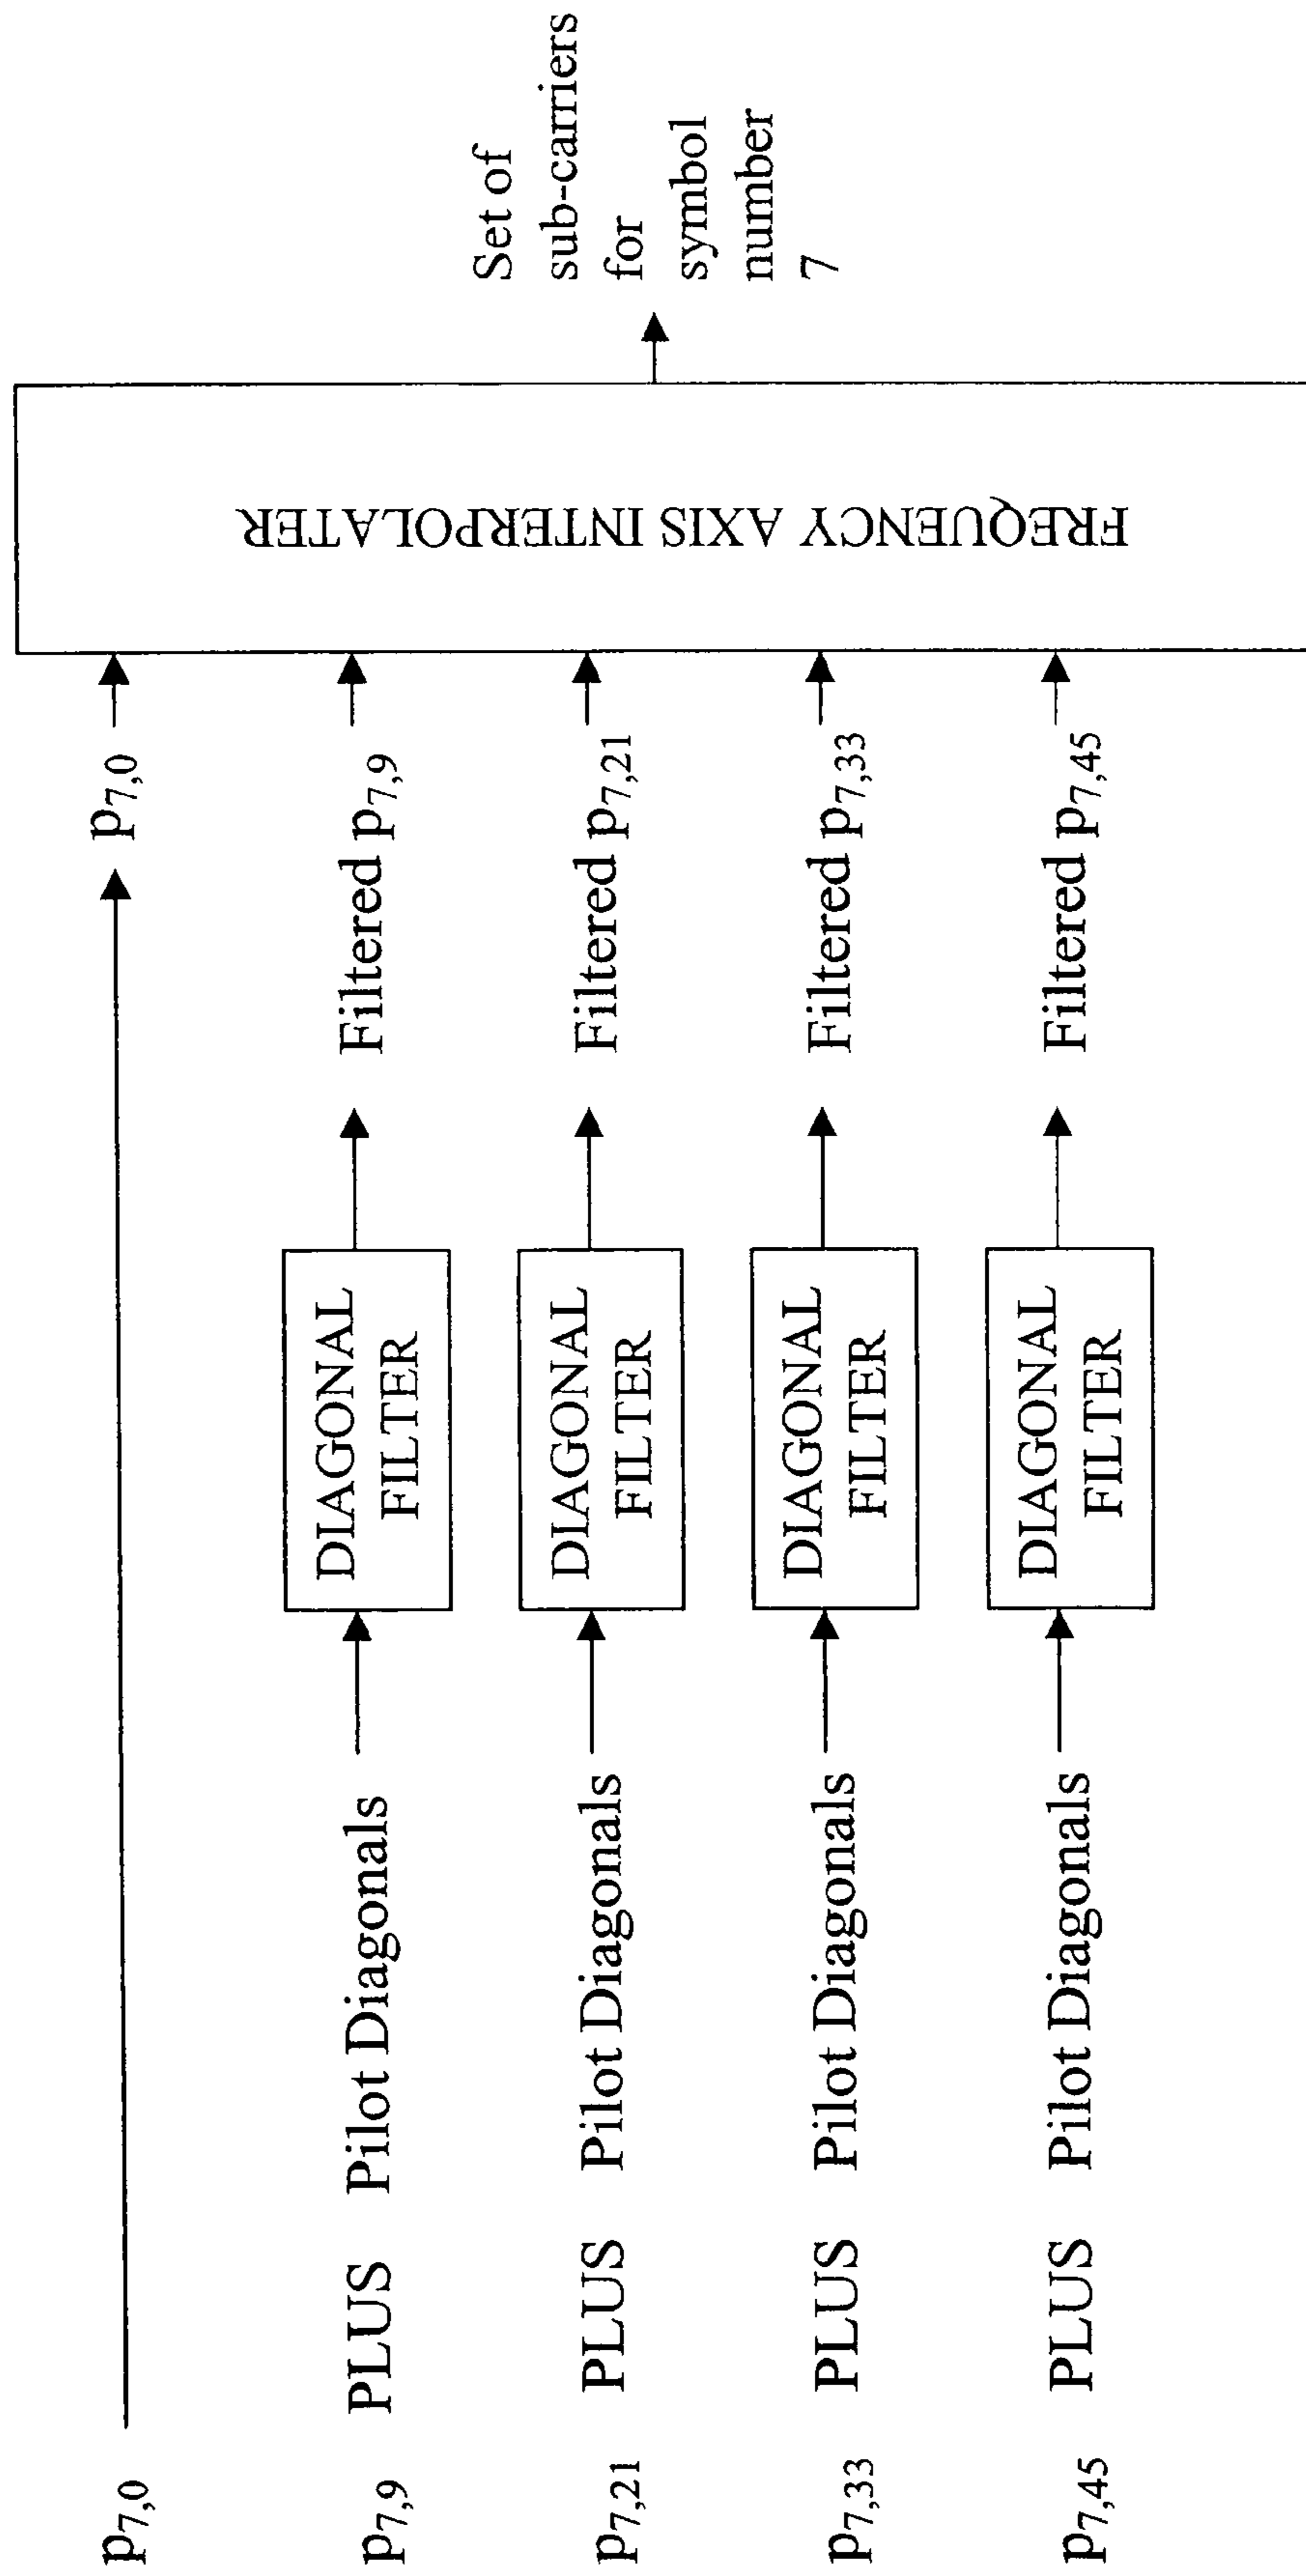 p7,0
p7,0
p7,9 PLUS Pilot Diagonals
DIAGONAL
FILTER
Filtered p7,9
p7,21 PLUS Pilot Diagonals
DIAGONAL
FILTER
Filtered p7,21
p7,33 PLUS Pilot Diagonals
DIAGONAL
FILTER
Filtered p7,33
p7,45 PLUS Pilot Diagonals
DIAGONAL
FILTER
Filtered p7,45
FREQUENCY AXIS INTERPOLATER
Set of
sub-carriers
for
symbol
number
7